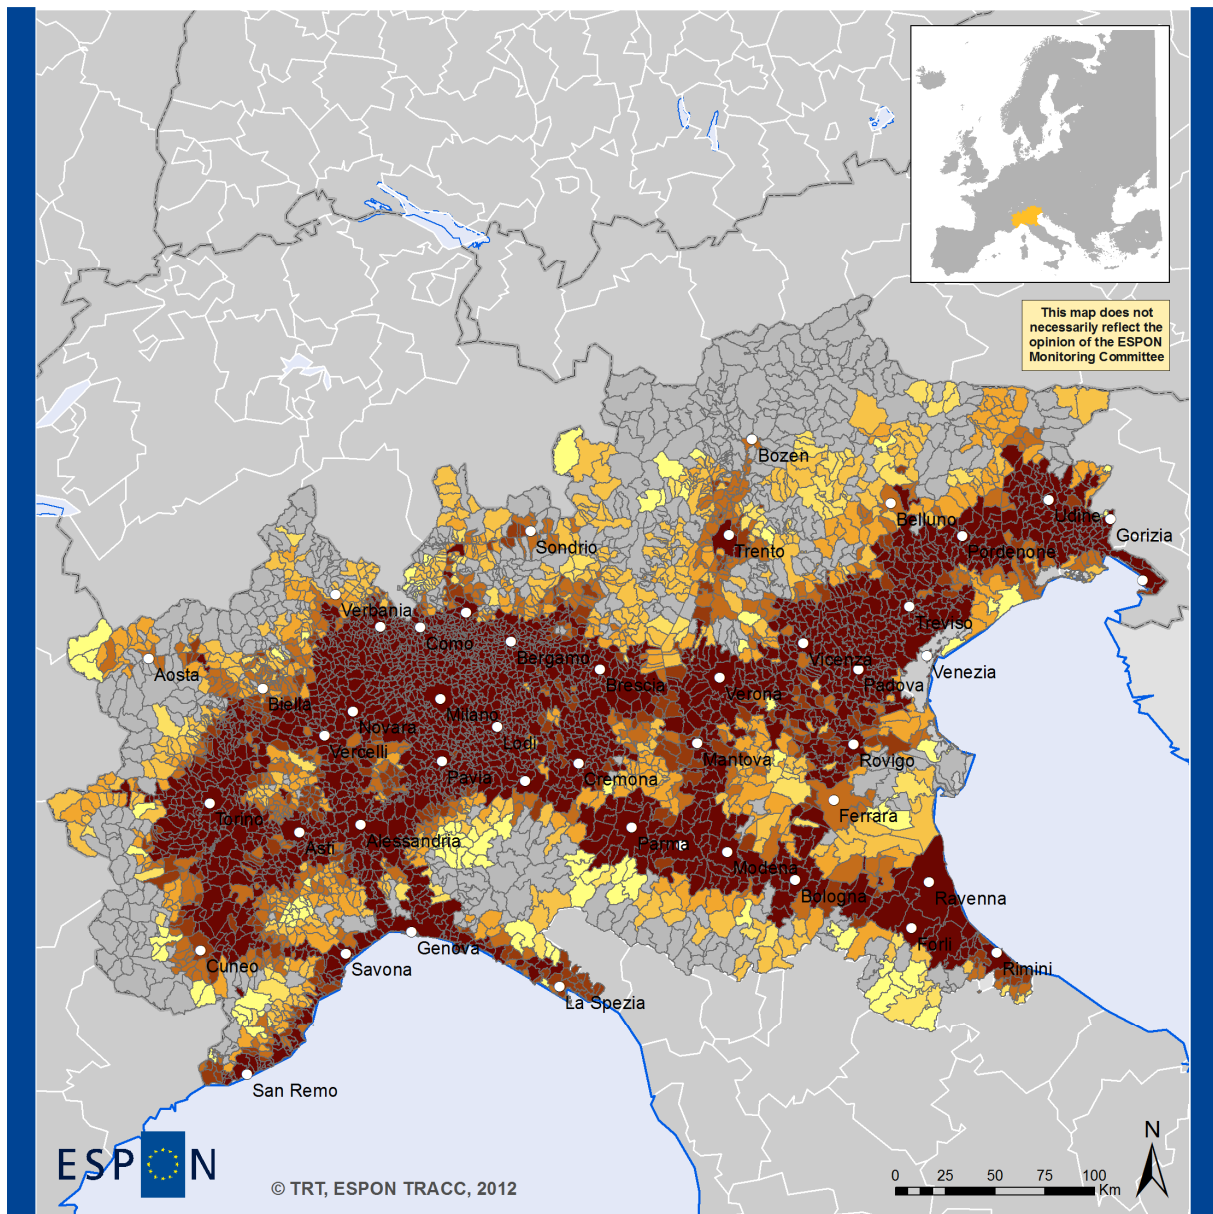 This map does not
necessarily reflect the
opinion of the ESPON
Monitoring Committee
Bozen
Udine
Belluno
Gorizia
Sondrio
Trento
Pordenone
Verbania
Treviso
Como
Bergamo
Vicenza
Venezia
Aosta
Brescia
Verona
Padova
Biella
Milano
Novara
Lodi
Vercelli
Mantova
Rovigo
Pavia
Cremona
Torino
Ferrara
Asti
Alessandria
Parma
Modena
Bologna
Ravenna
Forlì
Genova
Cuneo
Savona
Rimini
La Spezia
San Remo
N
ESPON
© TRT, ESPON TRACC, 2012
0 25 50 75 100
Km